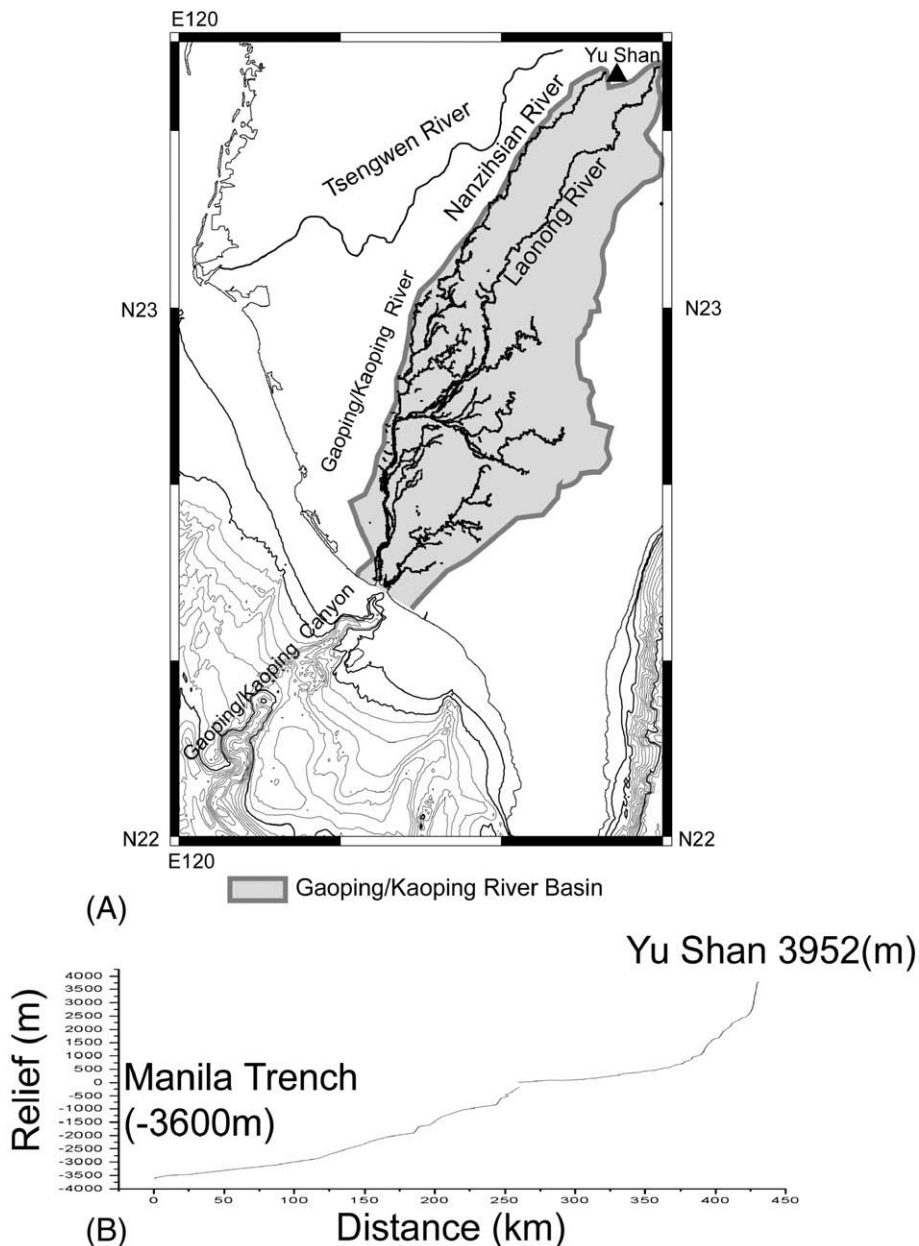 E120
Yu Shan
Tsengwen River
Nanzihsian River
Laonong River
N23
N23
Gaoping/Kaoping River
Gaoping/Kaoping Canyon
N22
N22
E120
Gaoping/Kaoping River Basin
(A)
Yu Shan 3952(m)
Relief (m)
4000
3500
3000
2500
2000
1500
1000
500
0
-500
-1000
-1500
-2000
-2500
-3000
-3500
-4000
Manila Trench
(-3600m)
0 50 100 150 200 250 300 350 400 450
(B)
Distance (km)